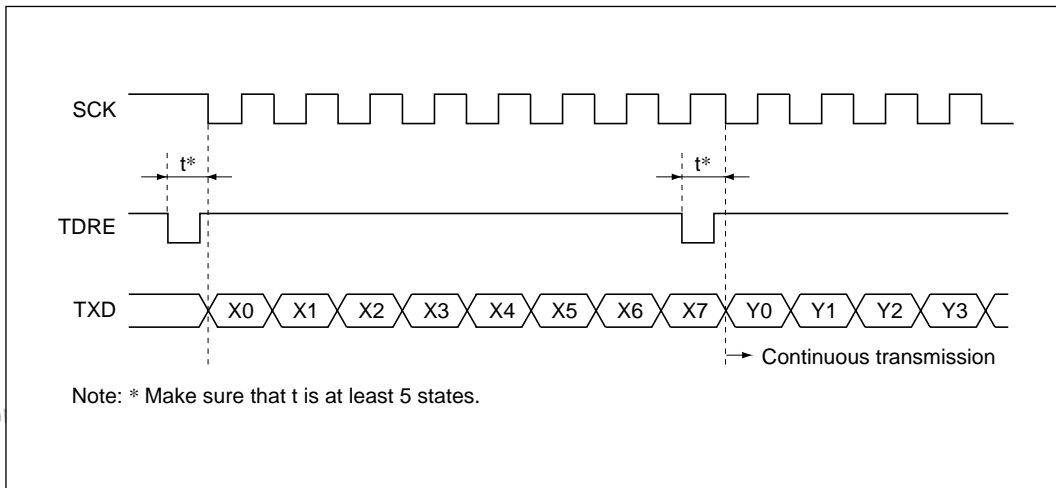 SCK
t* t*
TDRE
TXD X0 X1 X2 X3 X4 X5 X6 X7 Y0 Y1 Y2 Y3
Continuous transmission
Note: * Make sure that t is at least 5 states.